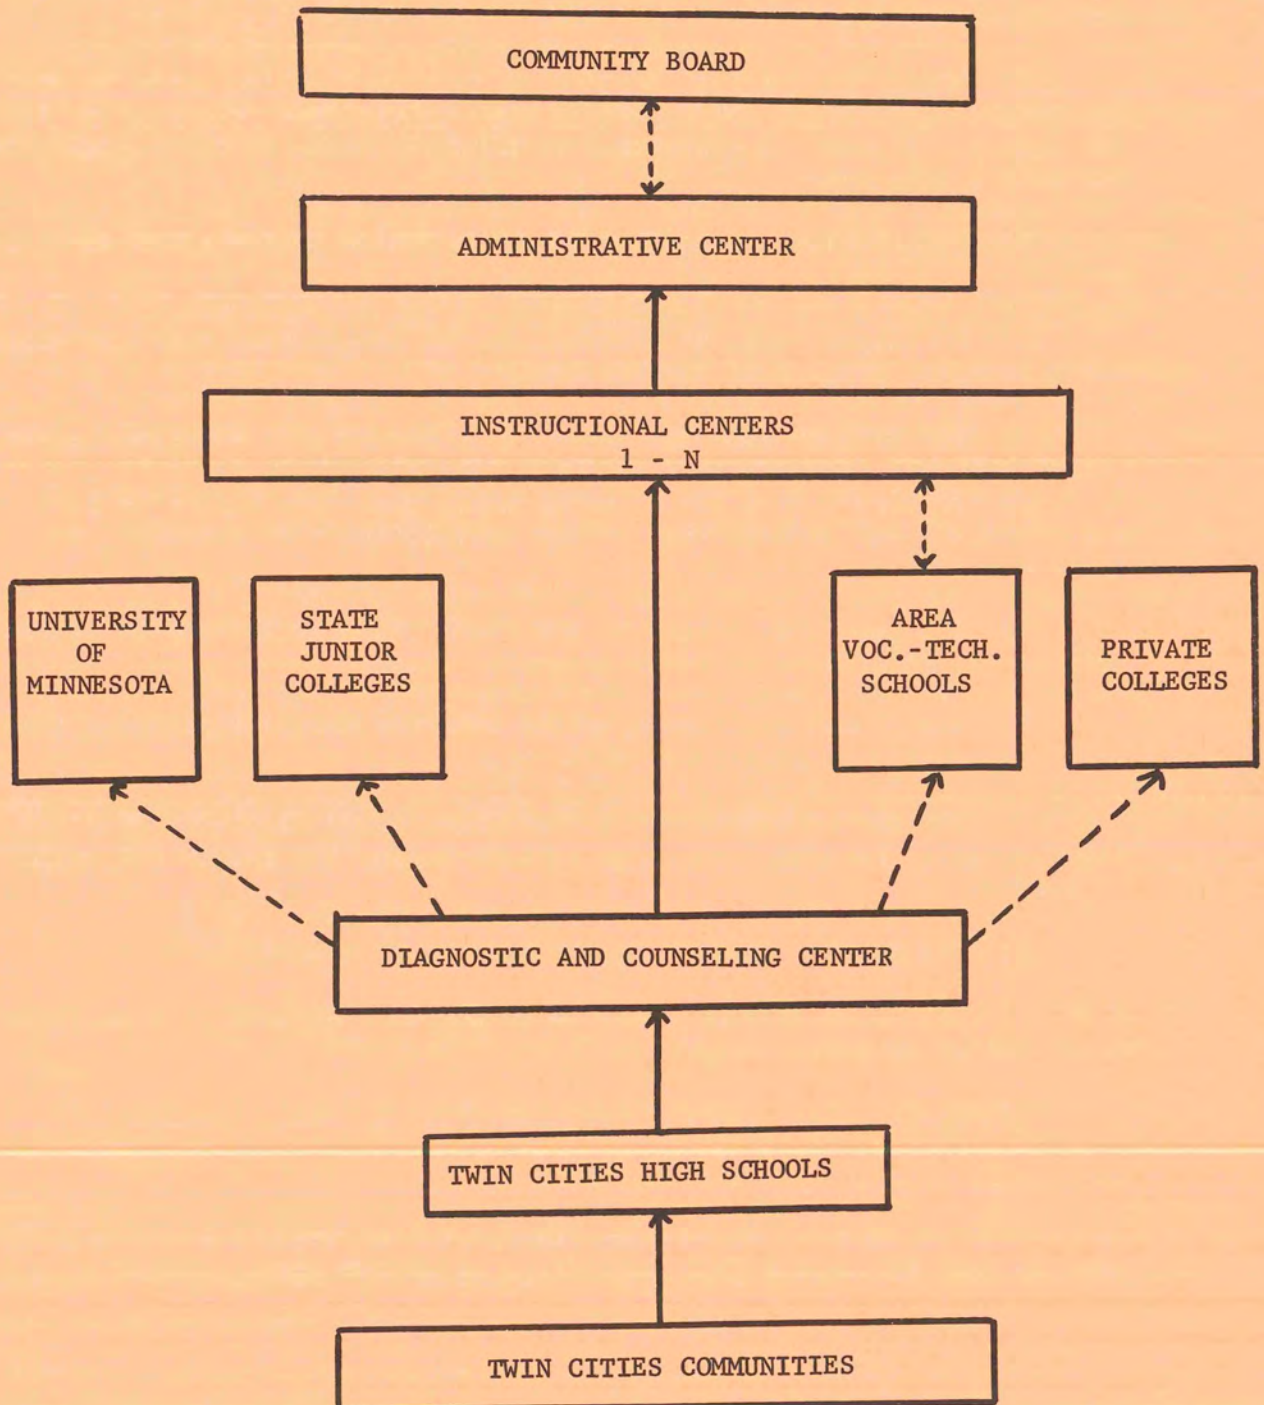 COMMUNITY BOARD
ADMINISTRATIVE CENTER
INSTRUCTIONAL CENTERS
1 - N
UNIVERSITY
OF
MINNESOTA
STATE
JUNIOR
COLLEGES
AREA
VOC.-TECH.
SCHOOLS
PRIVATE
COLLEGES
DIAGNOSTIC AND COUNSELING CENTER
TWIN CITIES HIGH SCHOOLS
TWIN CITIES COMMUNITIES